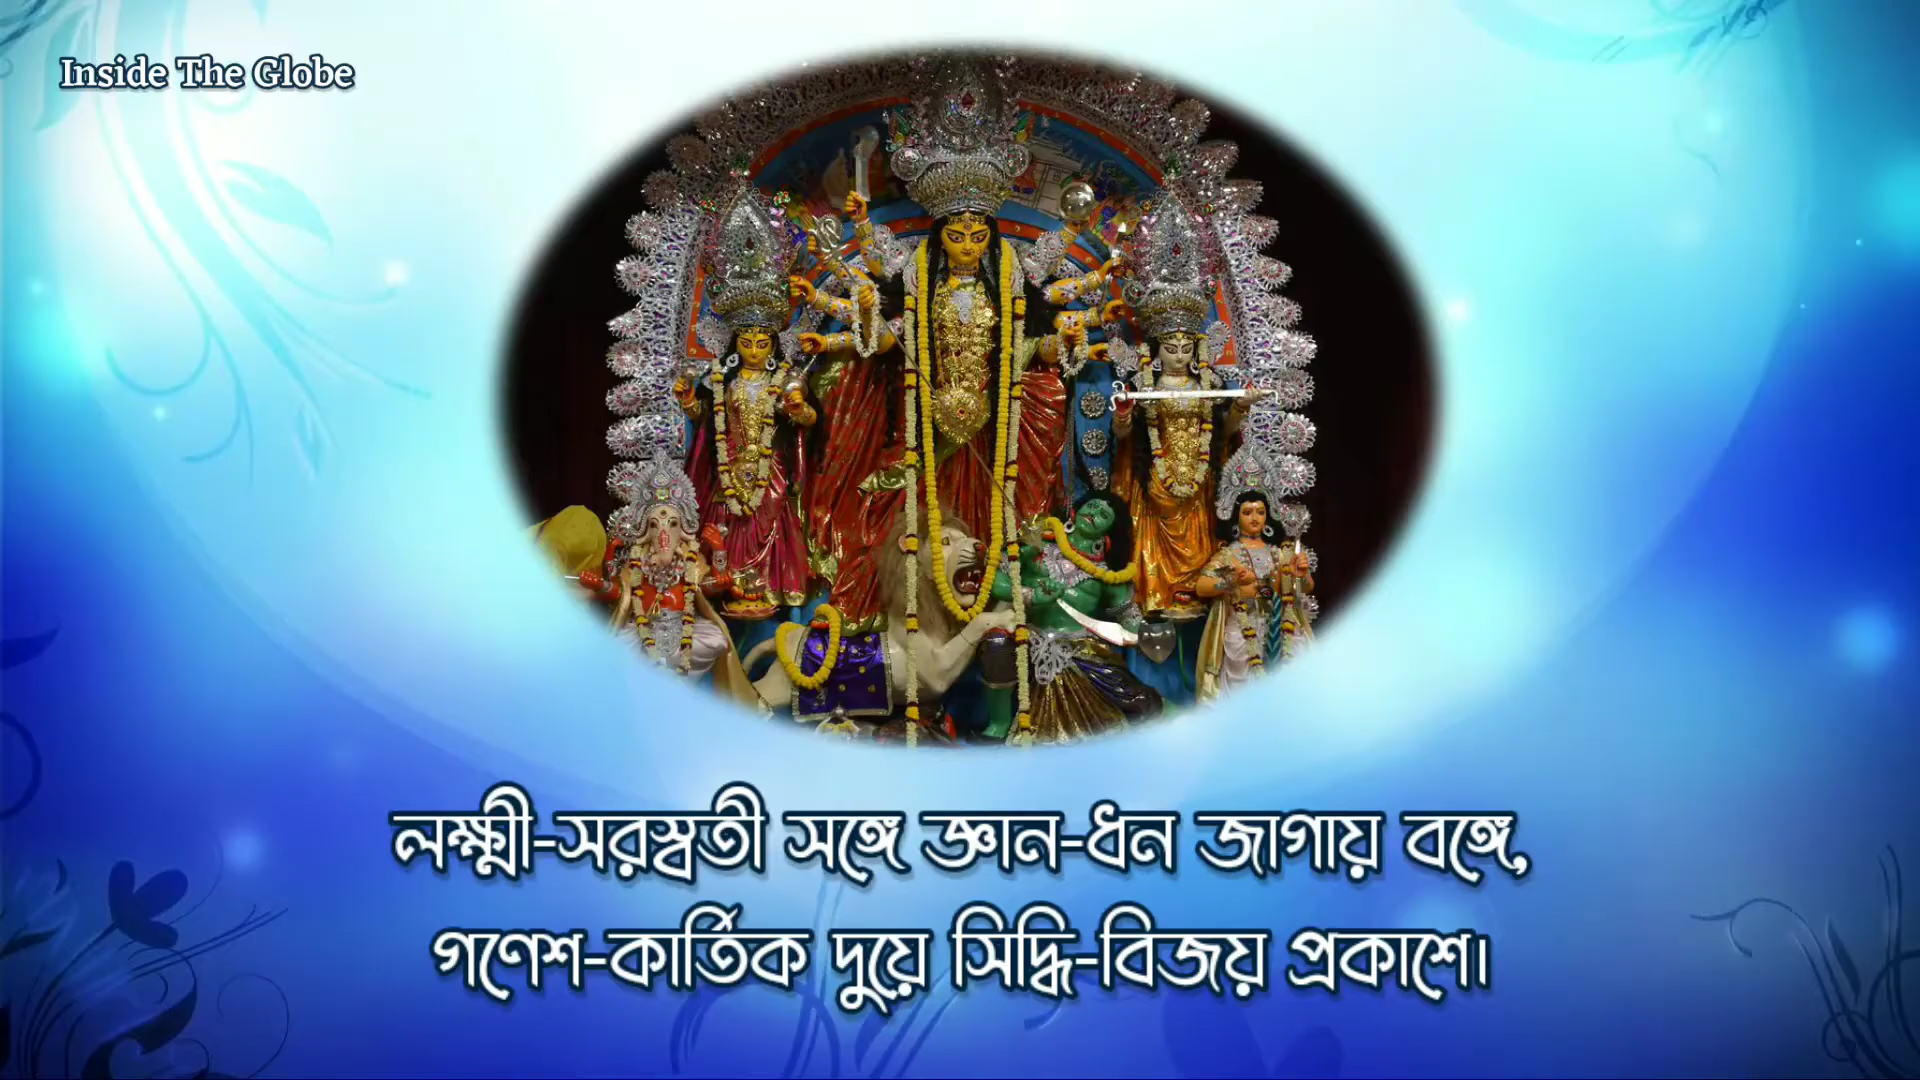 Inside The Globe
লক্ষ্মী-সরস্বতী সঙ্গে জ্ঞান-ধন জাগায় বঙ্গে,
গণেশ-কার্তিক দুয়ে সিদ্ধি-বিজয় প্রকাশে।